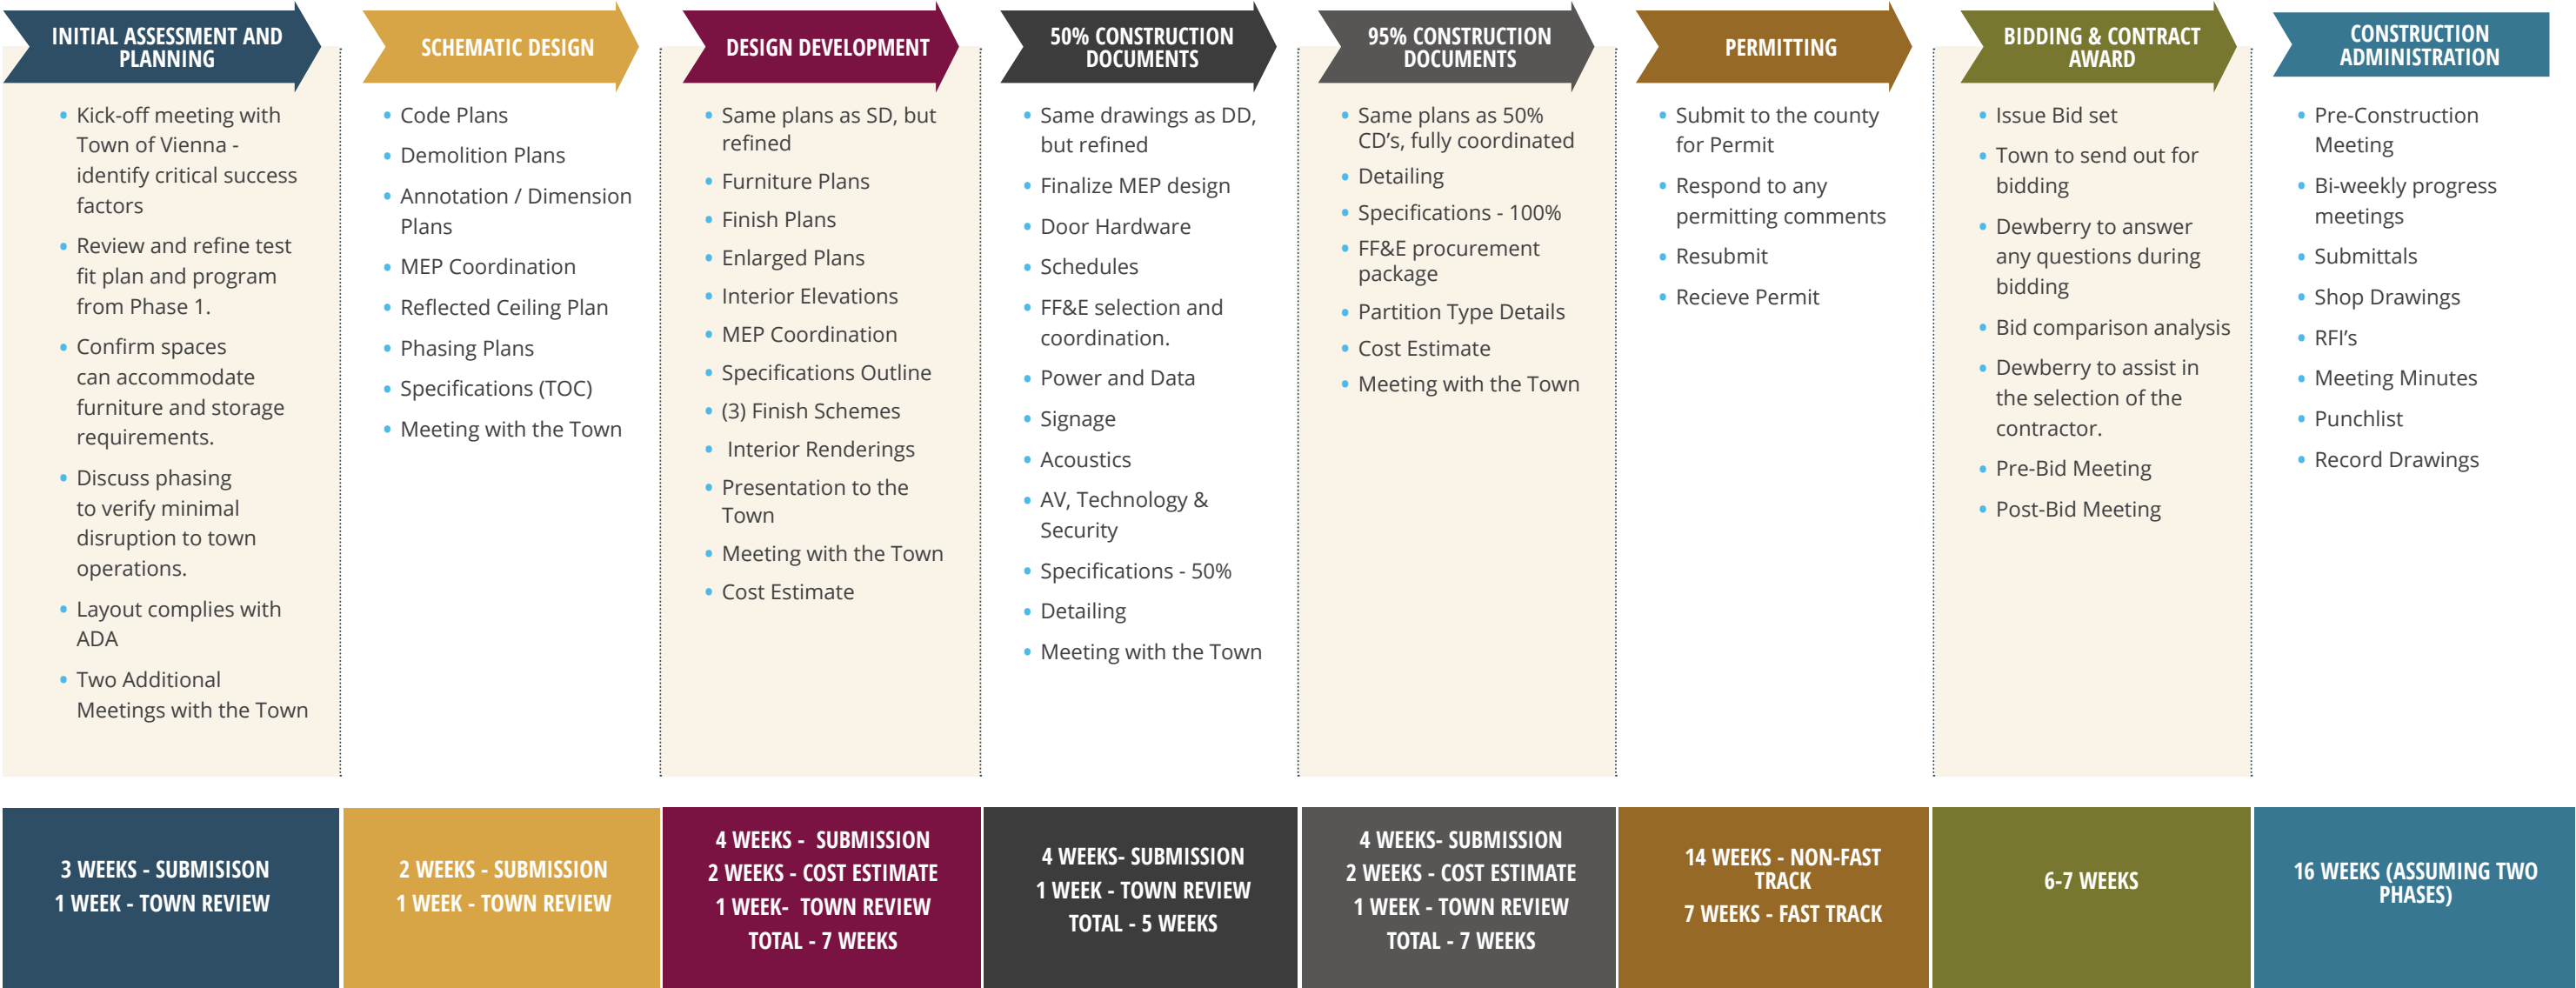 INITIAL ASSESSMENT AND
PLANNING
• Kick-off meeting with
Town of Vienna -
identify critical success
factors
• Review and refine test
fit plan and program
from Phase 1.
• Confirm spaces
can accommodate
furniture and storage
requirements.
• Discuss phasing
to verify minimal
disruption to town
operations.
• Layout complies with
ADA
• Two Additional
Meetings with the Town
3 WEEKS - SUBMISISON
1 WEEK - TOWN REVIEW
SCHEMATIC DESIGN
• Code Plans
• Demolition Plans
• Annotation / Dimension
Plans
• MEP Coordination
• Reflected Ceiling Plan
• Phasing Plans
• Specifications (TOC)
• Meeting with the Town
2 WEEKS - SUBMISSION
1 WEEK - TOWN REVIEW
DESIGN DEVELOPMENT
• Same plans as SD, but
refined
• Furniture Plans
• Finish Plans
• Enlarged Plans
• Interior Elevations
• MEP Coordination
• Specifications Outline
• (3) Finish Schemes
• Interior Renderings
• Presentation to the
Town
• Meeting with the Town
• Cost Estimate
4 WEEKS - SUBMISSION
2 WEEKS - COST ESTIMATE
1 WEEK- TOWN REVIEW
TOTAL - 7 WEEKS
50% CONSTRUCTION
DOCUMENTS
• Same drawings as DD,
but refined
• Finalize MEP design
• Door Hardware
• Schedules
• FF&E selection and
coordination.
• Power and Data
• Signage
• Acoustics
• AV, Technology &
Security
• Specifications - 50%
• Detailing
• Meeting with the Town
4 WEEKS- SUBMISSION
1 WEEK - TOWN REVIEW
TOTAL - 5 WEEKS
95% CONSTRUCTION
DOCUMENTS
• Same plans as 50%
CD’s, fully coordinated
• Detailing
• Specifications - 100%
• FF&E procurement
package
• Partition Type Details
• Cost Estimate
• Meeting with the Town
4 WEEKS- SUBMISSION
2 WEEKS - COST ESTIMATE
1 WEEK - TOWN REVIEW
TOTAL - 7 WEEKS
PERMITTING
• Submit to the county
for Permit
• Respond to any
permitting comments
• Resubmit
• Recieve Permit
14 WEEKS - NON-FAST
TRACK
7 WEEKS - FAST TRACK
BIDDING & CONTRACT
AWARD
• Issue Bid set
• Town to send out for
bidding
• Dewberry to answer
any questions during
bidding
• Bid comparison analysis
• Dewberry to assist in
the selection of the
contractor.
• Pre-Bid Meeting
• Post-Bid Meeting
6-7 WEEKS
CONSTRUCTION
ADMINISTRATION
• Pre-Construction
Meeting
• Bi-weekly progress
meetings
• Submittals
• Shop Drawings
• RFI’s
• Meeting Minutes
• Punchlist
• Record Drawings
16 WEEKS (ASSUMING TWO
PHASES)